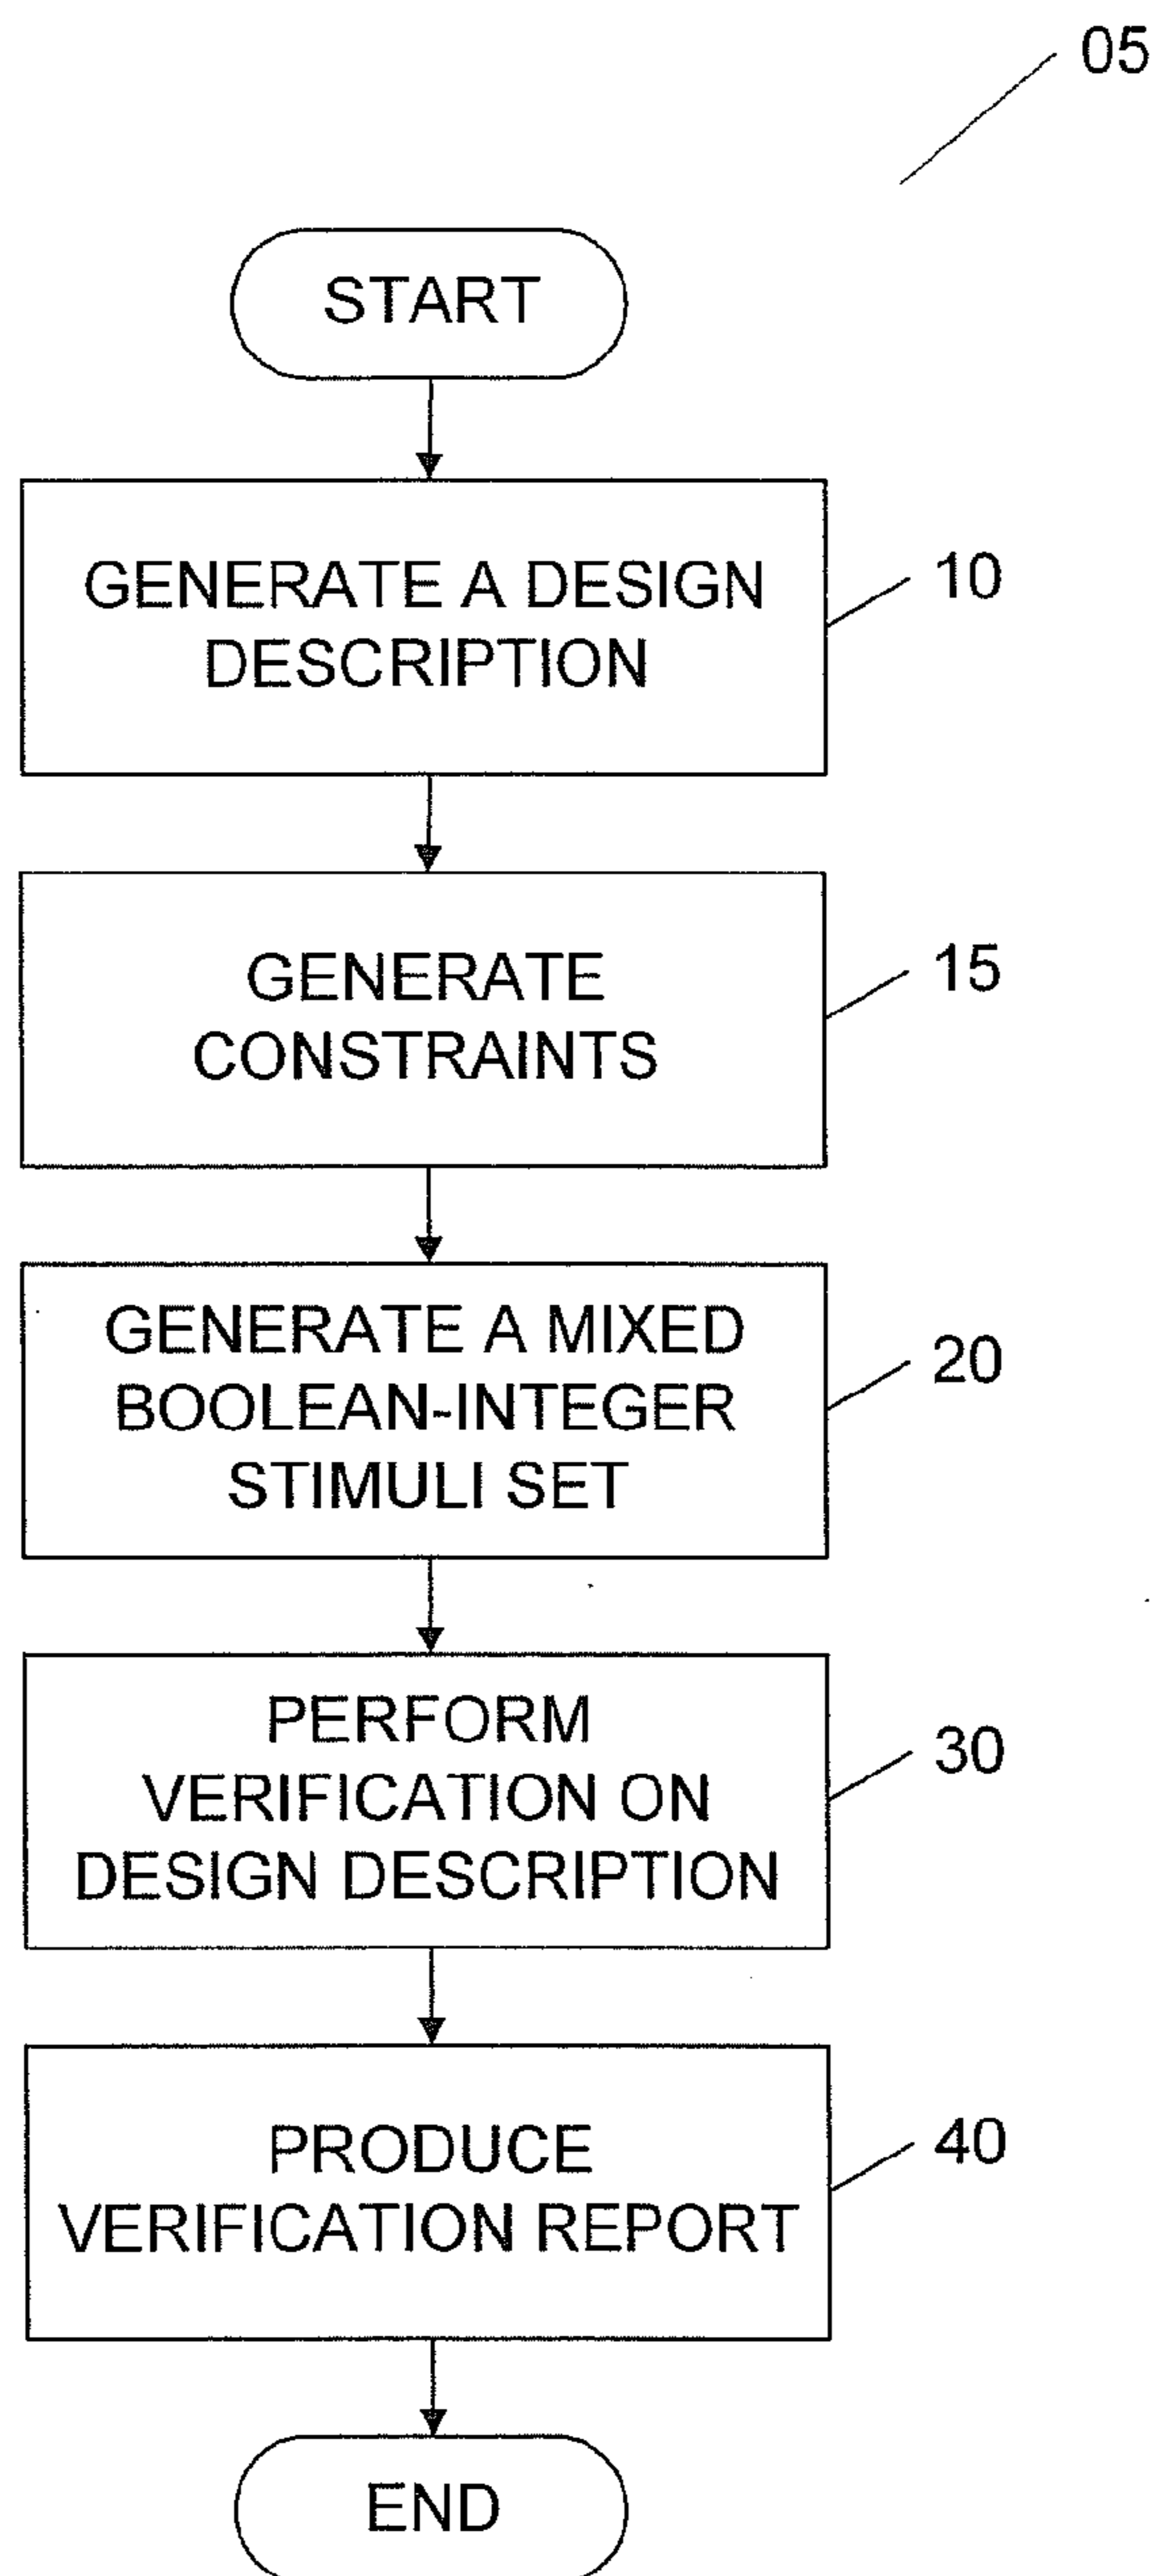 05
START
GENERATE A DESIGN
DESCRIPTION
10
GENERATE
CONSTRAINTS
15
GENERATE A MIXED
BOOLEAN-INTEGER
STIMULI SET
20
PERFORM
VERIFICATION ON
DESIGN DESCRIPTION
30
PRODUCE
VERIFICATION REPORT
40
END